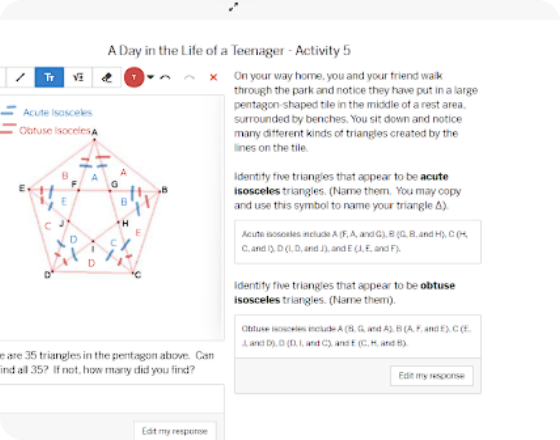 A Day in the Life of a Teenager - Activity 5
Tr
√±
T
On your way home, you and your friend walk
through the park and notice they have put in a large
pentagon-shaped tile in the middle of a rest area,
surrounded by benches. You sit down and notice
many different kinds of triangles created by the
lines on the tile.
Acute Isosceles
Obtuse Isoceles
A
B
A
A
E
F
G
B
E
B
C
J
H
E
D
I
C
D
D
C
Identify five triangles that appear to be acute
isosceles triangles. (Name them. You may copy
and use this symbol to name your triangle Δ).
Acute isosceles include A (F, A, and G), B (G, B, and H), C (H,
C, and I), D (I, D, and J), and E (J, E, and F).
Identify five triangles that appear to be obtuse
isosceles triangles. (Name them).
Obtuse isosceles include A (B, G, and A), B (A, F, and E), C (E,
J, and D), D (D, I, and C), and E (C, H, and B).
Edit my response
e are 35 triangles in the pentagon above. Can
ind all 35? If not, how many did you find?
Edit my response